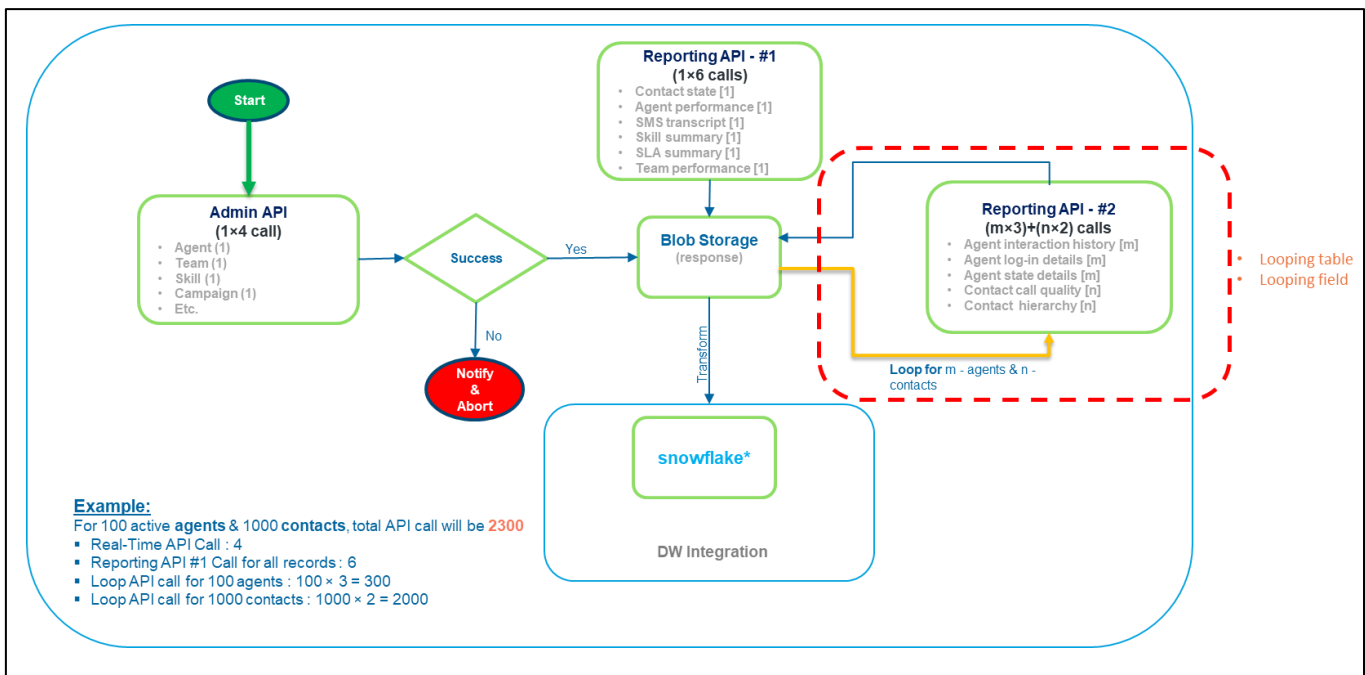 Start
Admin API
(1×4 call)
• Agent (1)
• Team (1)
• Skill (1)
• Campaign (1)
• Etc.
Success
Yes
No
Notify
&
Abort
Reporting API - #1
(1×6 calls)
• Contact state [1]
• Agent performance [1]
• SMS transcript [1]
• Skill summary [1]
• SLA summary [1]
• Team performance [1]
Blob Storage
(response)
Transform
Reporting API - #2
(m×3)+(n×2) calls
• Agent interaction history [m]
• Agent log-in details [m]
• Agent state details [m]
• Contact call quality [n]
• Contact hierarchy [n]
Loop for m - agents & n -
contacts
• Looping table
• Looping field
snowflake*
DW Integration
Example:
For 100 active agents & 1000 contacts, total API call will be 2300
▪ Real-Time API Call : 4
▪ Reporting API #1 Call for all records : 6
▪ Loop API call for 100 agents : 100 × 3 = 300
▪ Loop API call for 1000 contacts : 1000 × 2 = 2000